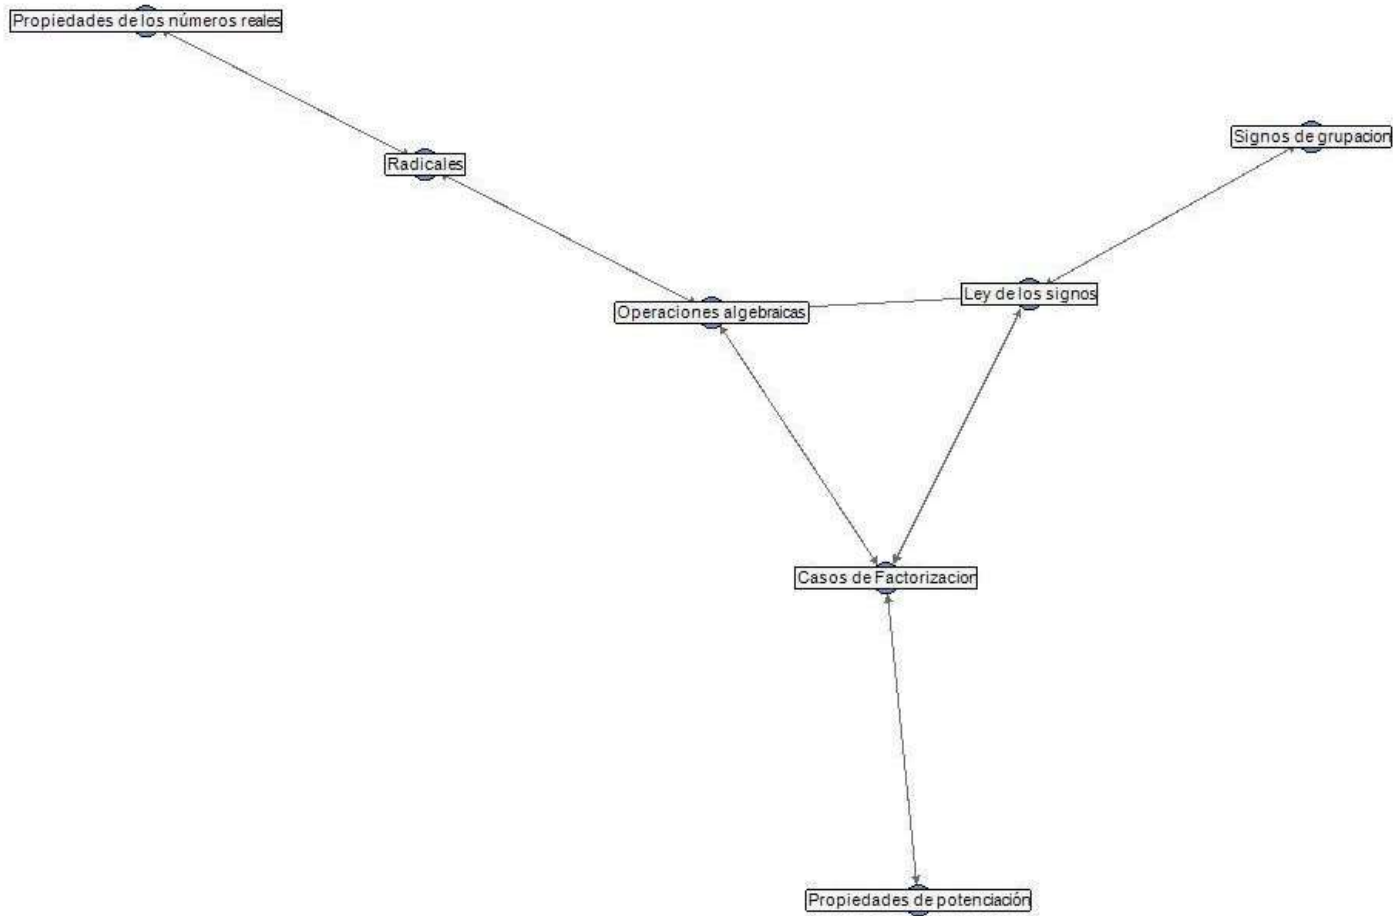 Propiedades de los números reales
Signos de grupacion
Radicales
Ley de los signos
Operaciones algebraicas
Casos de Factorizacion
Propiedades de potenciación